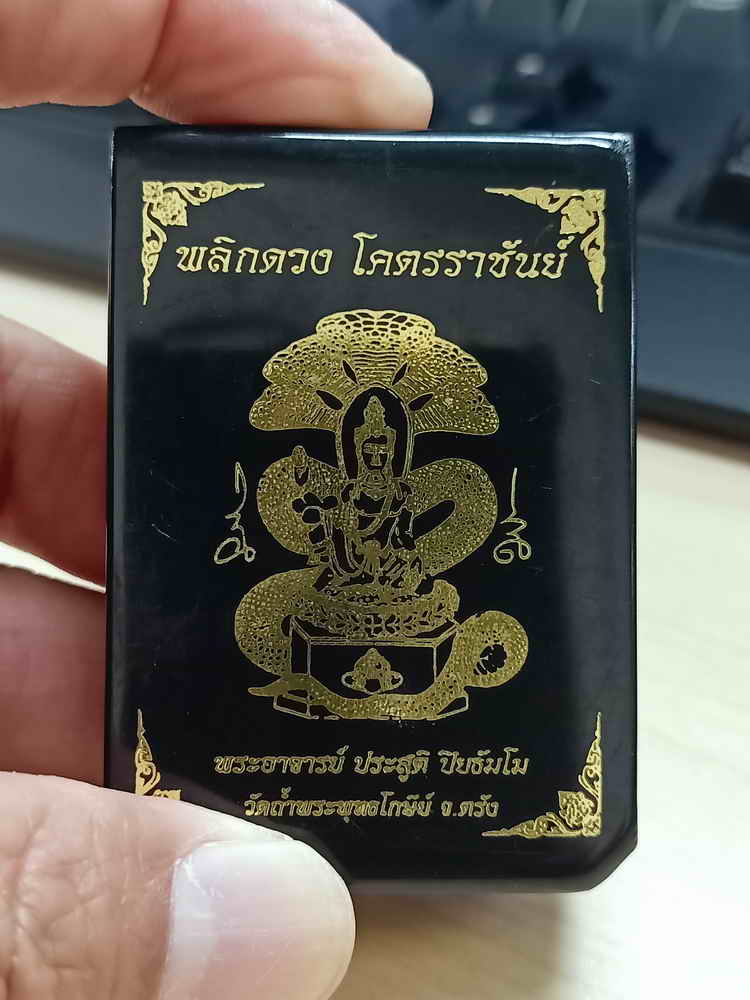 พลิกดวง โคตรราชันย์
พระอาจารย์ ประสูติ ปิยธัมโม
วัดถ้ำพระพุทธโกษีย์ จ.ตรัง